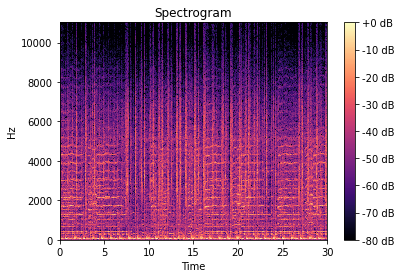 Spectrogram
Hz
10000
8000
6000
4000
2000
0
0 5 10 15 20 25 30
Time
+0 dB
-10 dB
-20 dB
-30 dB
-40 dB
-50 dB
-60 dB
-70 dB
-80 dB